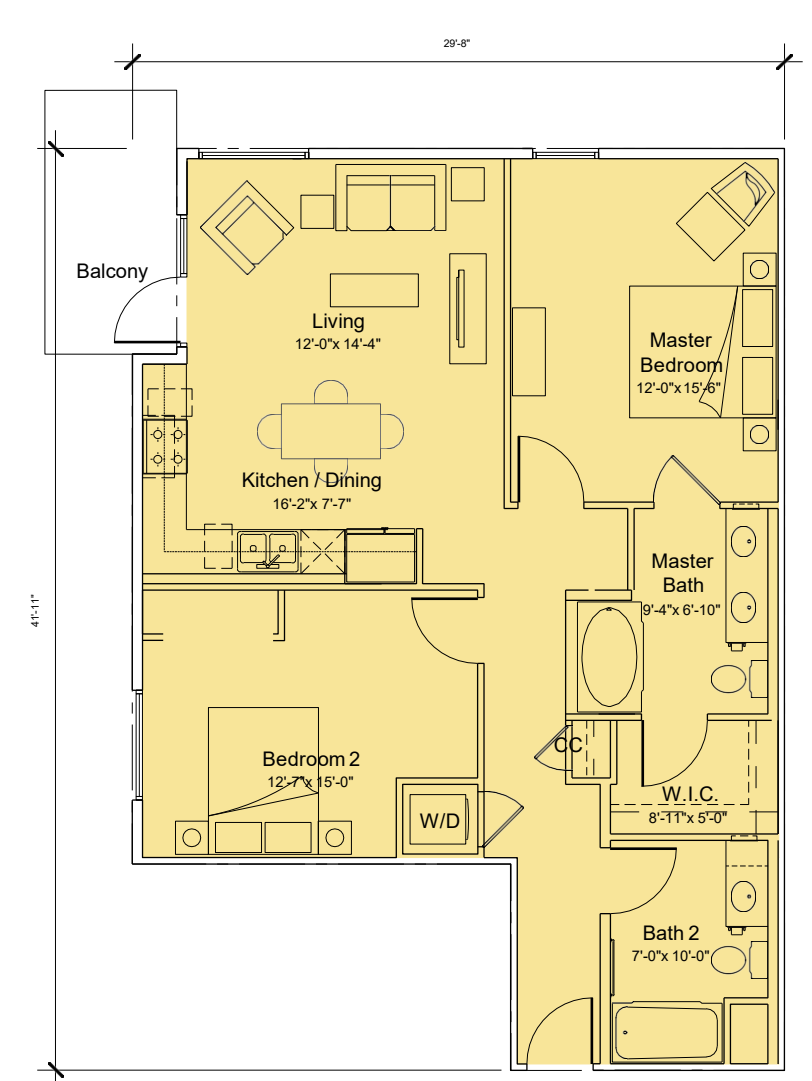 29'-8"
Balcony
Living
12'-0"x 14'-4"
Master
Bedroom
12'-0"x 15'-6"
Kitchen / Dining
16'-2"x 7'-7"
Master
Bath
9'-4"x 6'-10"
41'-11"
CC
Bedroom 2
12'-7"x 15'-0"
W.I.C.
8'-11"x 5'-0"
W/D
Bath 2
7'-0"x 10'-0"